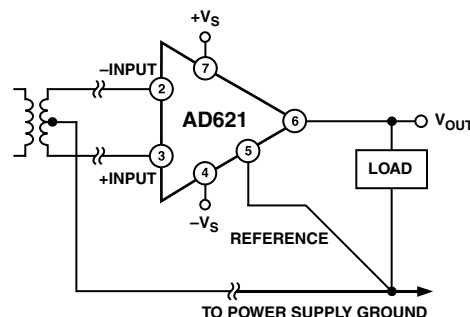 +VS
–INPUT
7
2
AD621
6
VOUT
3
5
LOAD
+INPUT
4
–VS
REFERENCE
TO POWER SUPPLY GROUND